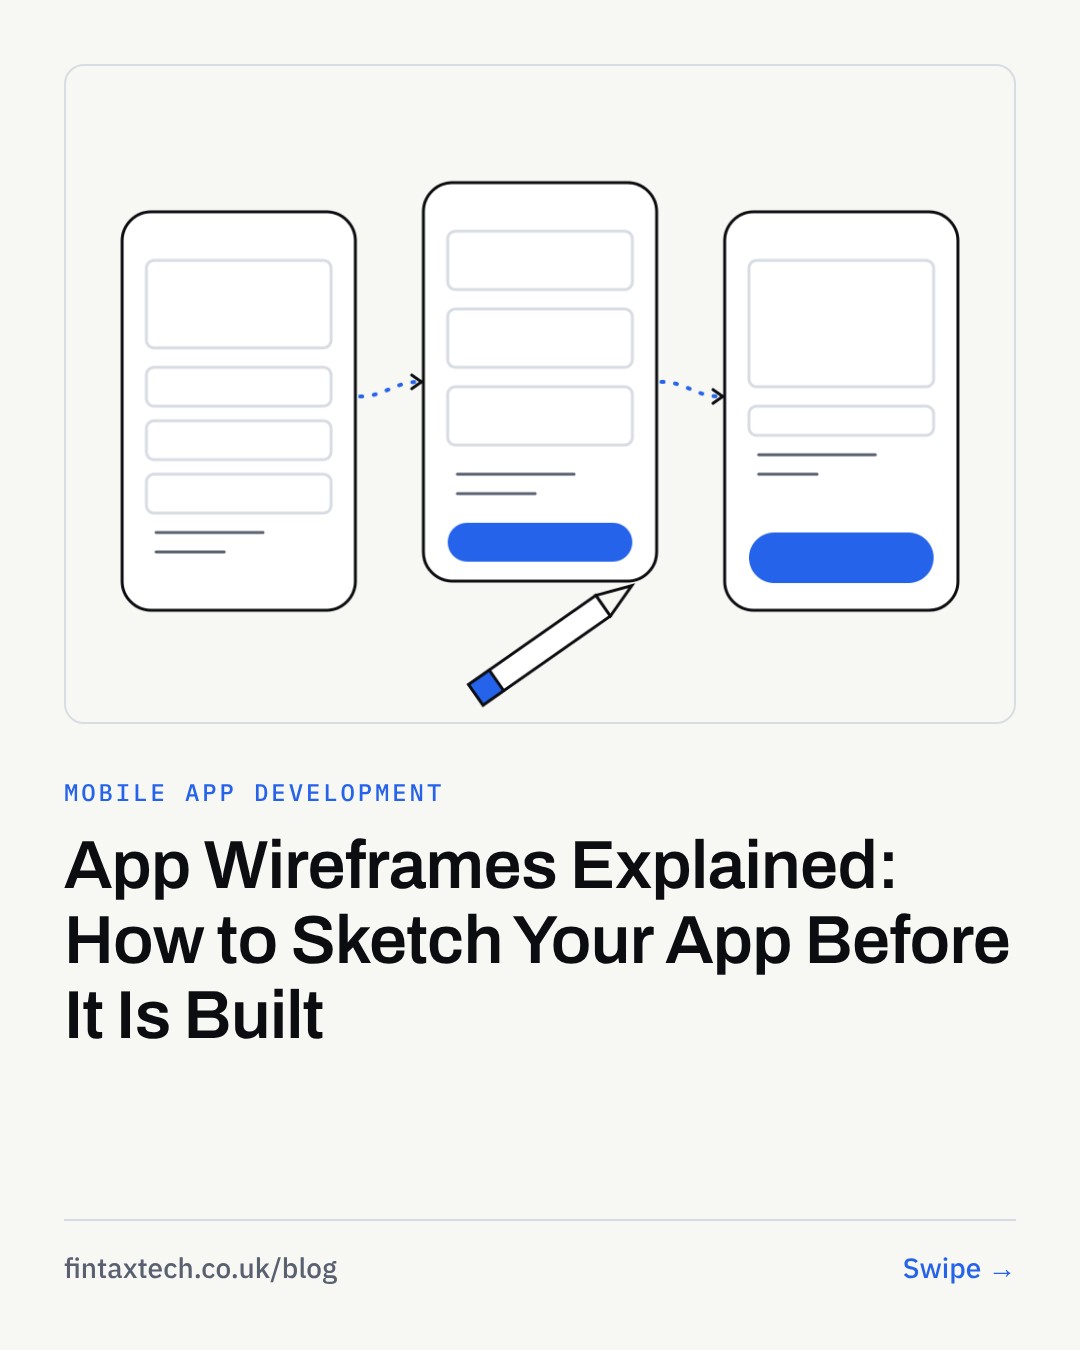 MOBILE APP DEVELOPMENT
App Wireframes Explained:
How to Sketch Your App Before
It Is Built
fintaxtech.co.uk/blog
Swipe →